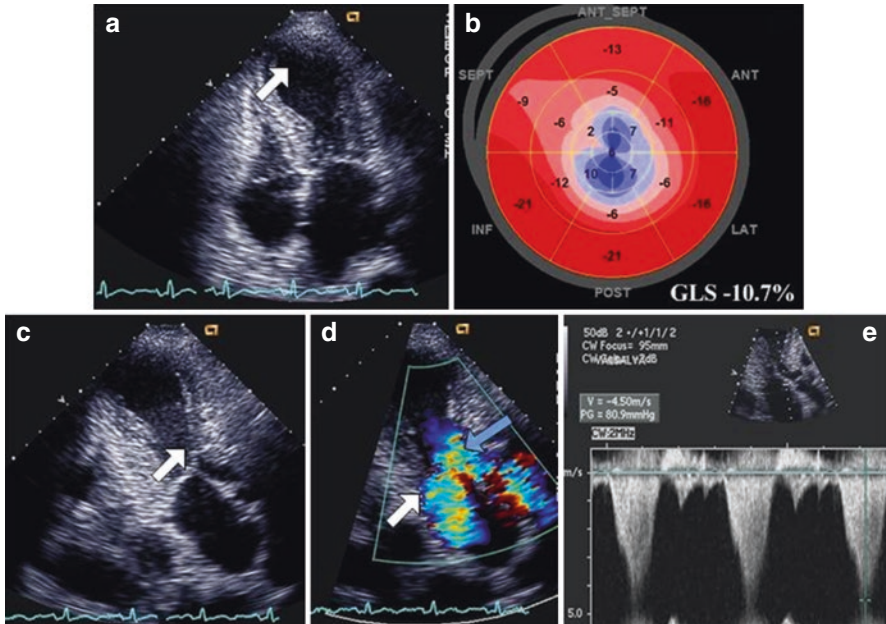 a
b
ANT_SEPT
-13
SEPT
ANT
-5
-9
-16
-6
-11
2
7
10
7
-12
-6
-21
-16
-6
INF
LAT
-21
POST
GLS -10.7%
c
d
e
50dB 2 +/+1/1/2
CW Focus= 95mm
V = -4.50m/s
PG = 80.9mmHg
CW:2MHz
m/s
5.0